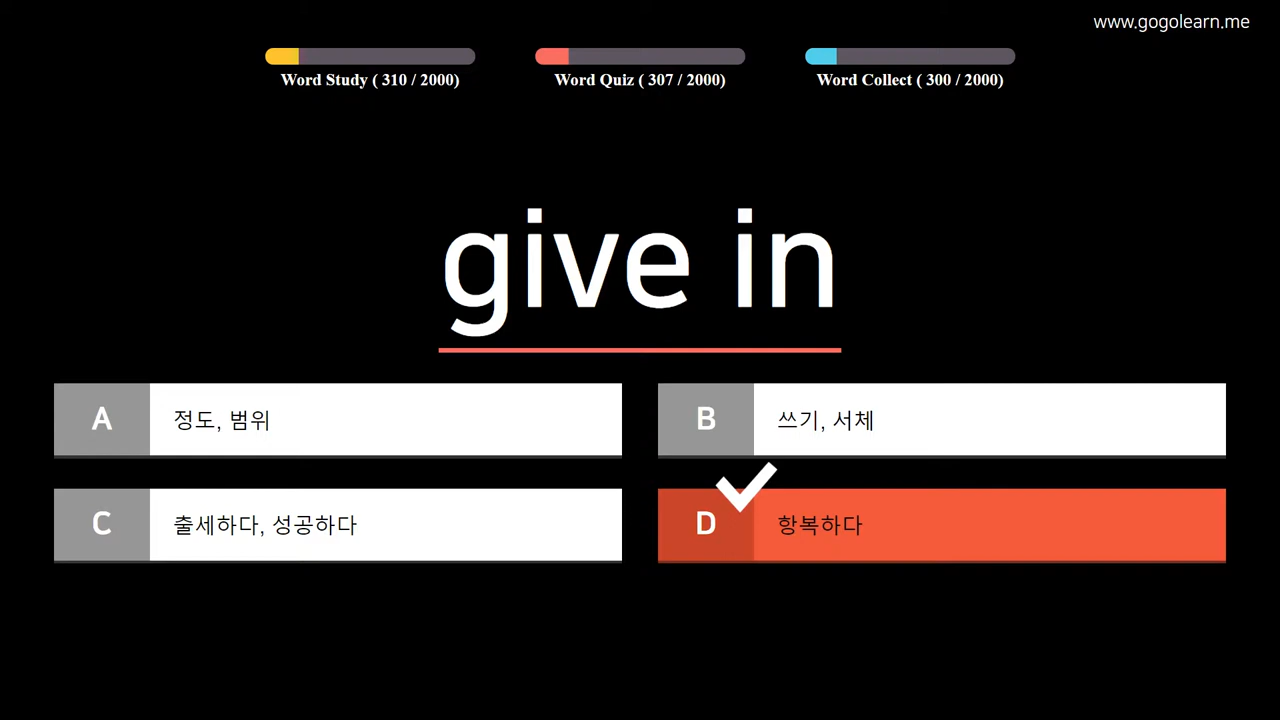 www.gogolearn.me
Word Study ( 310 / 2000)
Word Quiz ( 307 / 2000)
Word Collect ( 300 / 2000)
give in
A 정도, 범위
B 쓰기, 서체
C 출세하다, 성공하다
D 항복하다